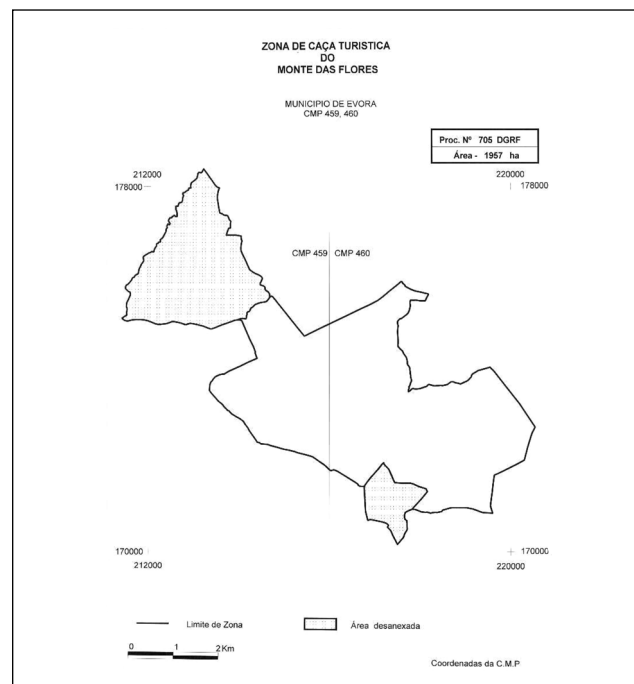 ZONA DE CAÇA TURISTICA
DO
MONTE DAS FLORES
MUNICIPIO DE EVORA
CMP 459, 460
Proc. Nº 705 DGRF
Área - 1957 ha
212000
220000
178000
178000
CMP 459
CMP 460
170000
170000
212000
220000
Limite de Zona
Área desanexada
0 1 2 Km
Coordenadas da C.M.P